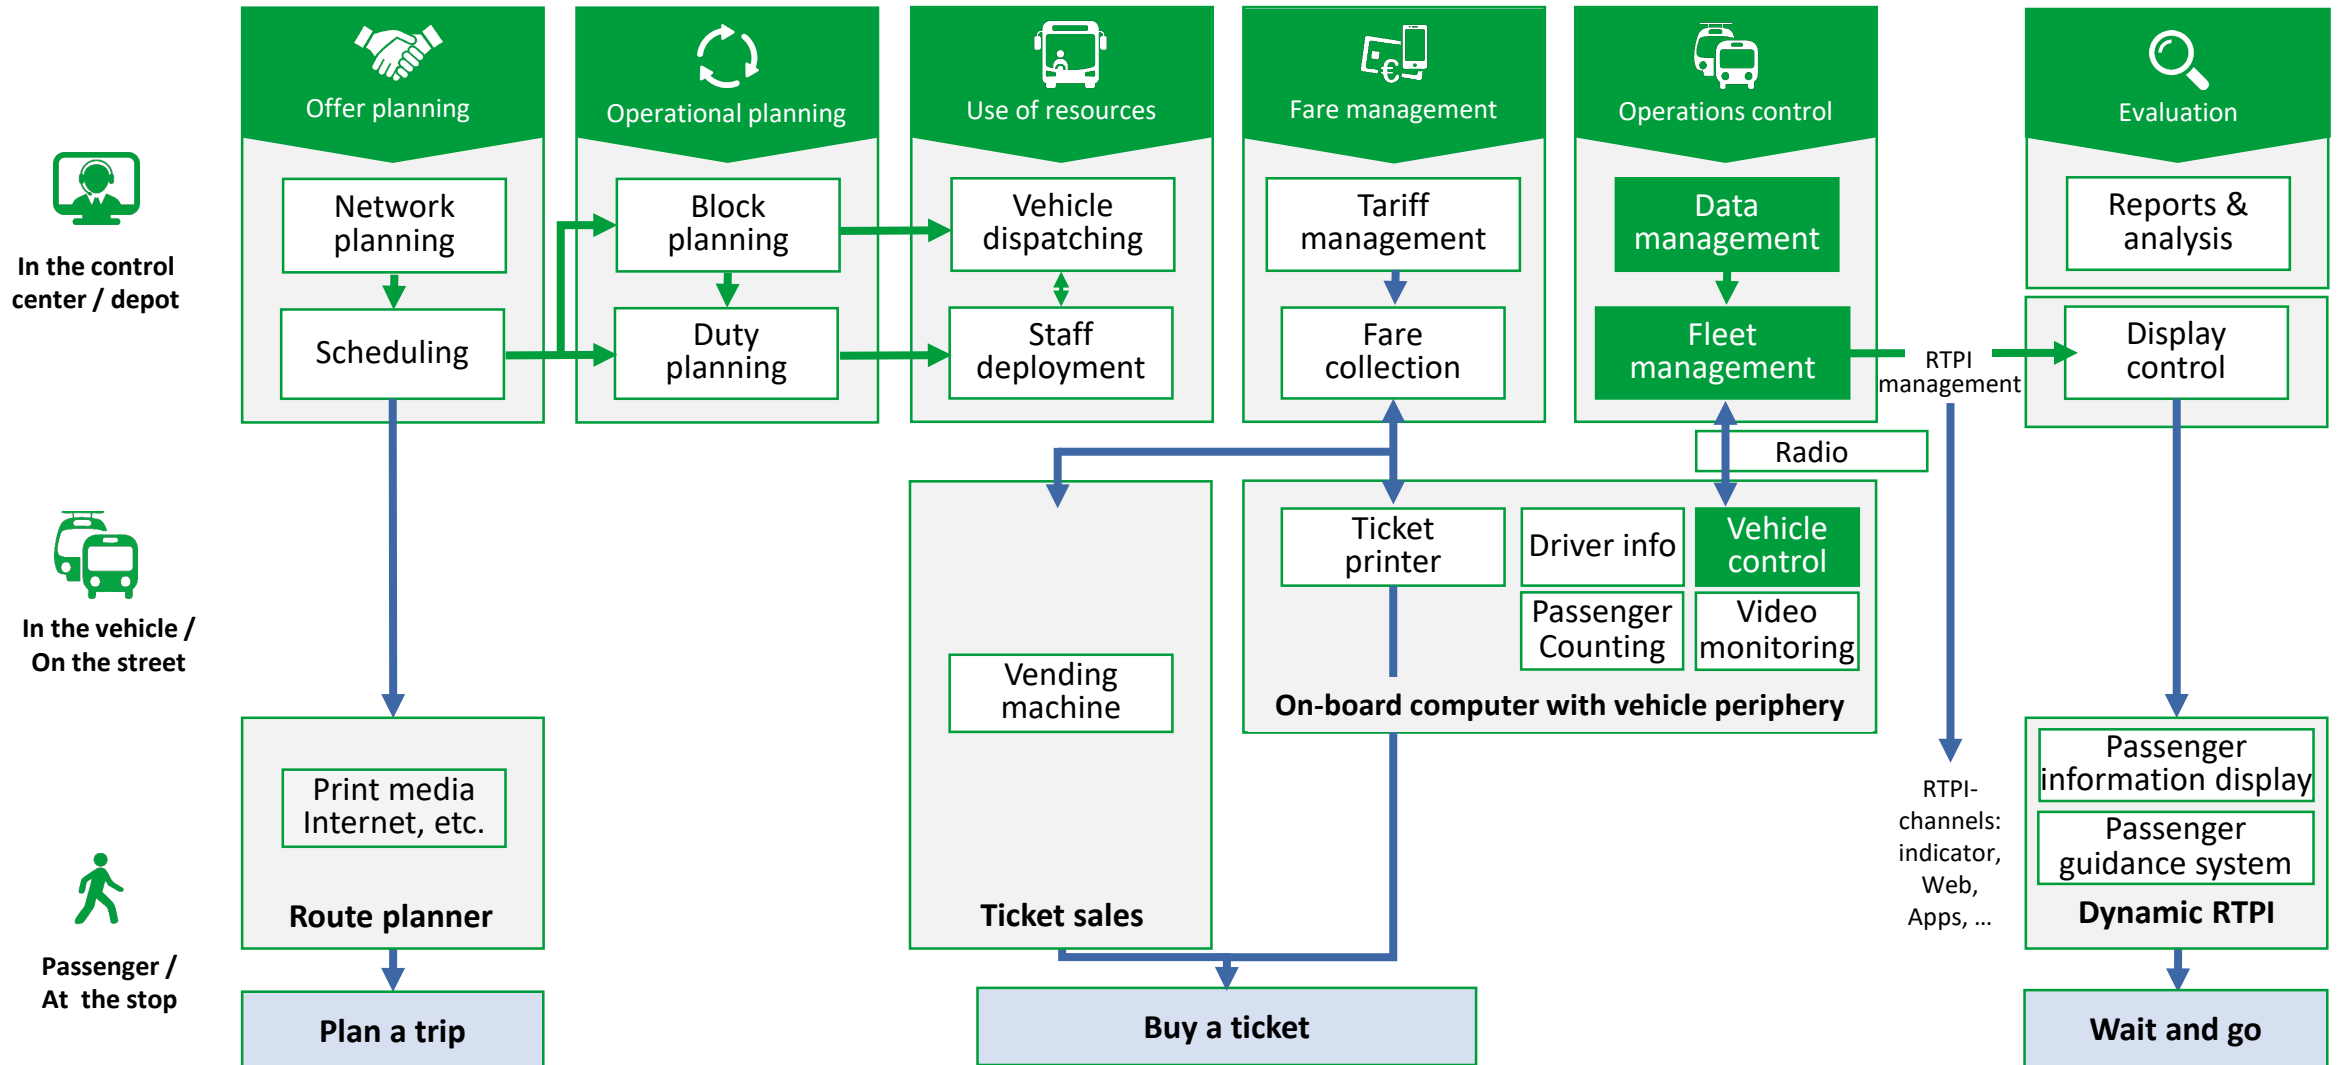 Offer planning
Operational planning
Use of resources
Fare management
Operations control
Evaluation
In the control
center / depot
Network
planning
Block
planning
Vehicle
dispatching
Tariff
management
Data
management
Reports &
analysis
Scheduling
Duty
planning
Staff
deployment
Fare
collection
Fleet
management
RTPI
management
Display
control
Radio
In the vehicle /
On the street
Ticket
printer
Driver info
Vehicle
control
Passenger
Counting
Video
monitoring
Vending
machine
On-board computer with vehicle periphery
Print media
Internet, etc.
Route planner
Ticket sales
RTPI-
channels:
indicator,
Web,
Apps, ...
Passenger
information display
Passenger
guidance system
Dynamic RTPI
Passenger /
At  the stop
Plan a trip
Buy a ticket
Wait and go